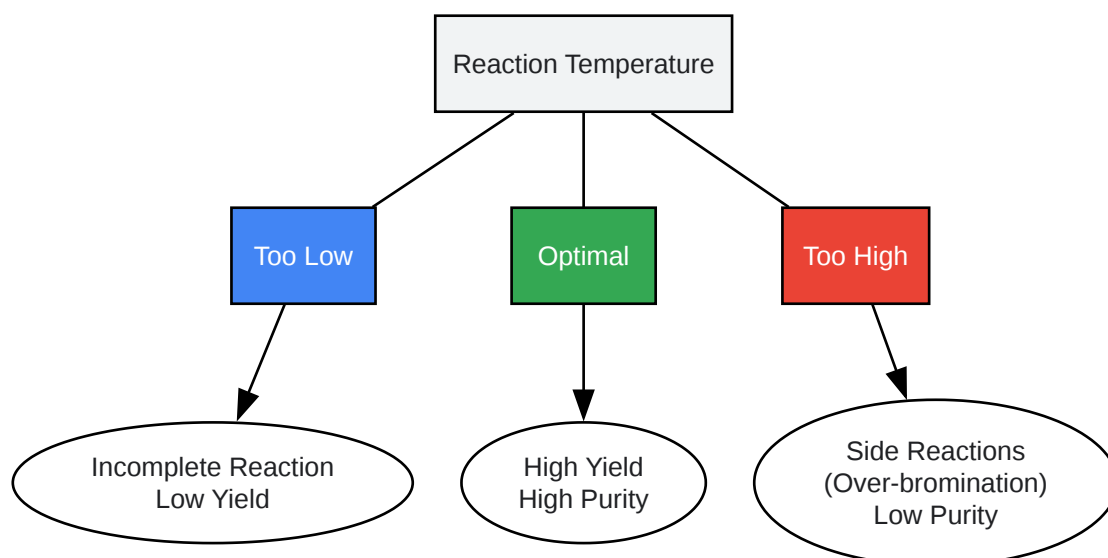 Reaction Temperature
Too Low
Optimal
Too High
Incomplete Reaction
Low Yield
High Yield
High Purity
Side Reactions
(Over-bromination)
Low Purity